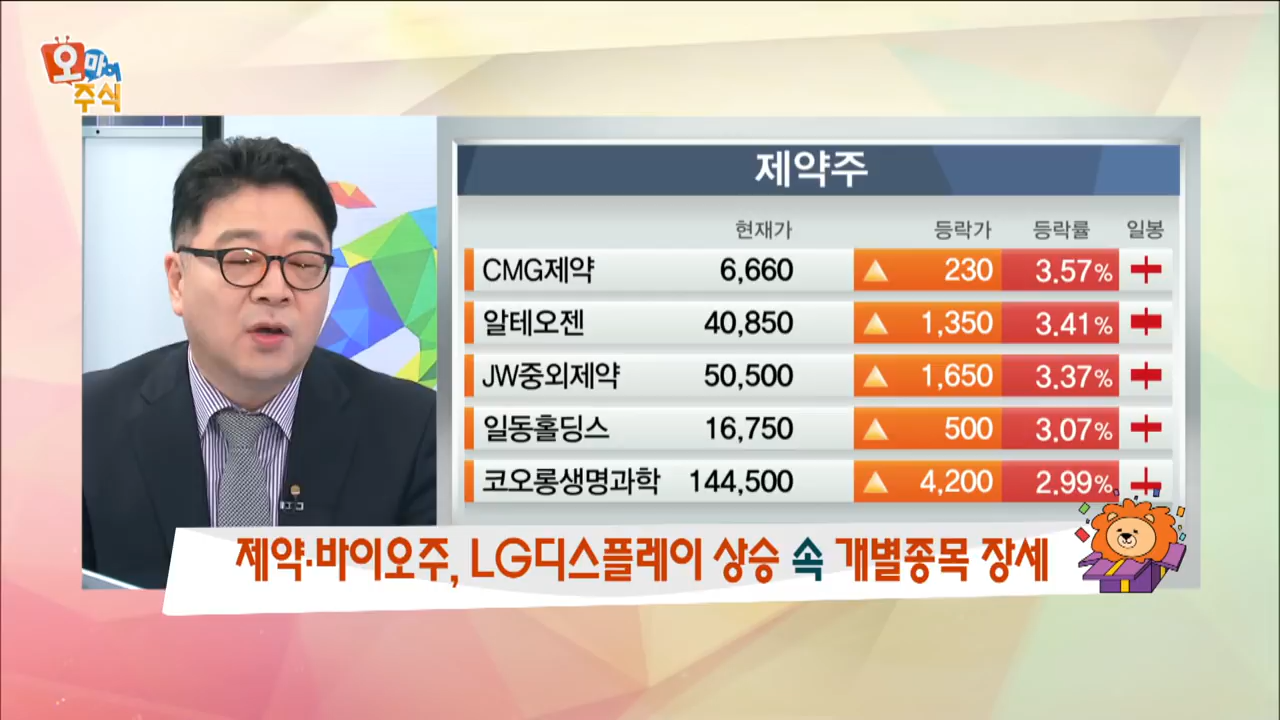 오마이
주식
제약주
현재가 등락가 등락률 일봉
CMG제약 6,660 ▲ 230 3.57%
알테오젠 40,850 ▲ 1,350 3.41%
JW중외제약 50,500 ▲ 1,650 3.37%
일동홀딩스 16,750 ▲ 500 3.07%
코오롱생명과학 144,500 ▲ 4,200 2.99%
제약·바이오주, LG디스플레이 상승 속 개별종목 장세